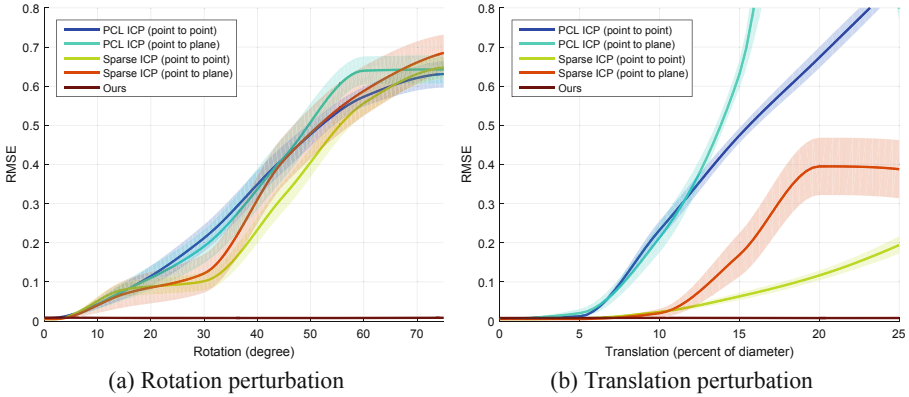 0.8
0.7
0.6
0.5
0.4
0.3
0.2
0.1
0
RMSE
PCL ICP (point to point)
PCL ICP (point to plane)
Sparse ICP (point to point)
Sparse ICP (point to plane)
Ours
0 10 20 30 40 50 60 70
Rotation (degree)
(a) Rotation perturbation
0.8
0.7
0.6
0.5
0.4
0.3
0.2
0.1
0
RMSE
PCL ICP (point to point)
PCL ICP (point to plane)
Sparse ICP (point to point)
Sparse ICP (point to plane)
Ours
0 5 10 15 20 25
Translation (percent of diameter)
(b) Translation perturbation